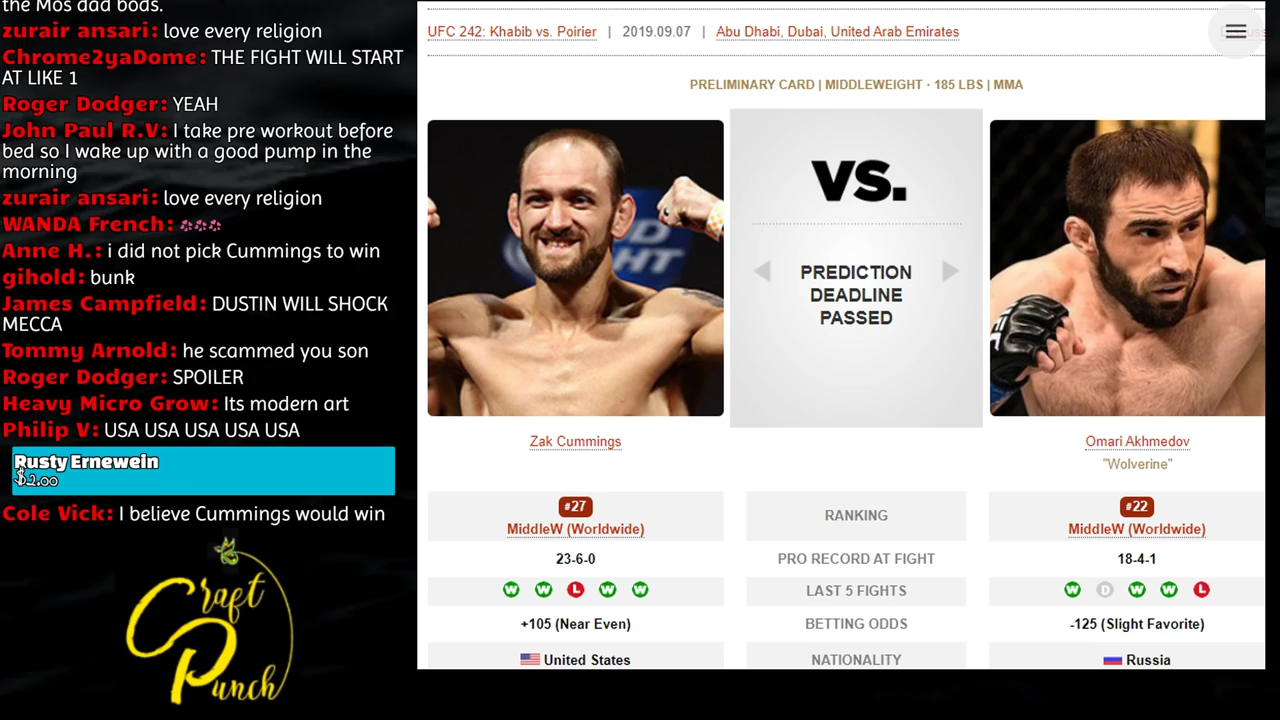 the Mos dad bods.
zurair ansari: love every religion
Chrome2yaDome: THE FIGHT WILL START
AT LIKE 1
Roger Dodger: YEAH
John Paul R.V: I take pre workout before
bed so I wake up with a good pump in the
morning
zurair ansari: love every religion
WANDA French:
Anne H.: i did not pick Cummings to win
gihold: bunk
James Campfield: DUSTIN WILL SHOCK
MECCA
Tommy Arnold: he scammed you son
Roger Dodger: SPOILER
Heavy Micro Grow: Its modern art
Philip V: USA USA USA USA USA
Rusty Ernewein
$2.00
Cole Vick: I believe Cummings would win
Craft
Punch
UFC 242: Khabib vs. Poirier | 2019.09.07 | Abu Dhabi, Dubai, United Arab Emirates
PRELIMINARY CARD | MIDDLEWEIGHT · 185 LBS | MMA
VS.
PREDICTION
DEADLINE
PASSED
Zak Cummings
Omari Akhmedov
"Wolverine"
#27 #22
MiddleW (Worldwide) RANKING MiddleW (Worldwide)
23-6-0 PRO RECORD AT FIGHT 18-4-1
W W L W W LAST 5 FIGHTS W D W W L
+105 (Near Even) BETTING ODDS -125 (Slight Favorite)
United States NATIONALITY Russia